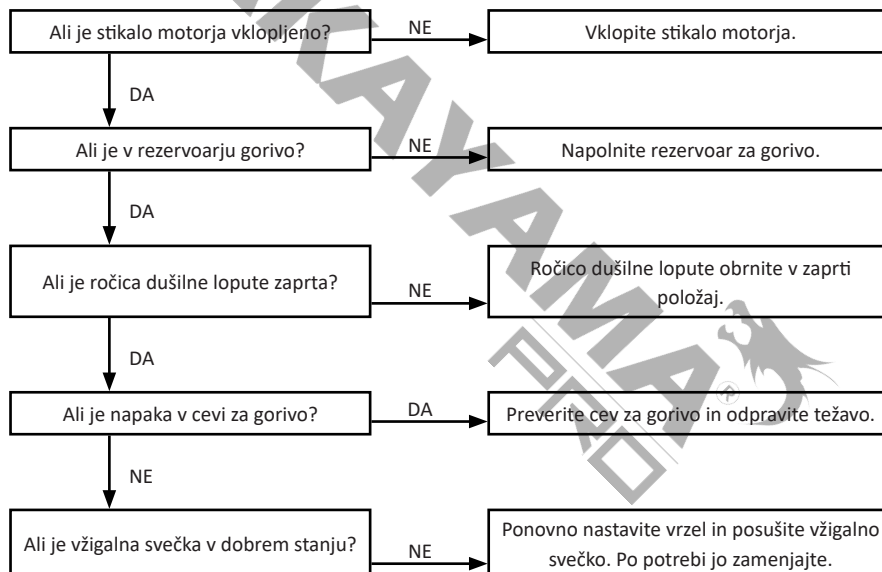 Ali je stikalo motorja vklopljeno?
NE
Vklopite stikalo motorja.
DA
Ali je v rezervoarju gorivo?
NE
Napolnite rezervoar za gorivo.
DA
Ali je ročica dušilne lopute zaprta?
NE
Ročico dušilne lopute obrnite v zaprti
položaj.
DA
Ali je napaka v cevi za gorivo?
DA
Preverite cev za gorivo in odpravite težavo.
NE
Ali je vžigalna svečka v dobrem stanju?
NE
Ponovno nastavite vrzel in posušite vžigalno
svečko. Po potrebi jo zamenjajte.
KAYAMA
PRO
®